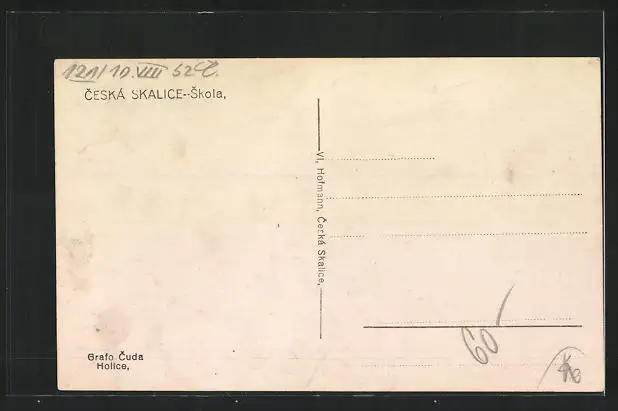 121/10.VIII 52
ČESKÁ SKALICE--Škola,
Vl, Hofmann, Česká Skalice,
Grafo Čuda
Holice,
60